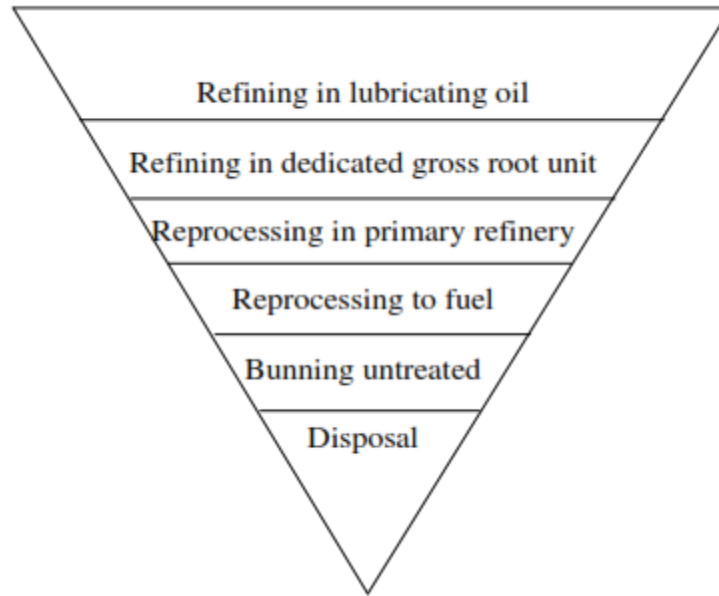 Refining in lubricating oil
Refining in dedicated gross root unit
Reprocessing in primary refinery
Reprocessing to fuel
Bunning untreated
Disposal